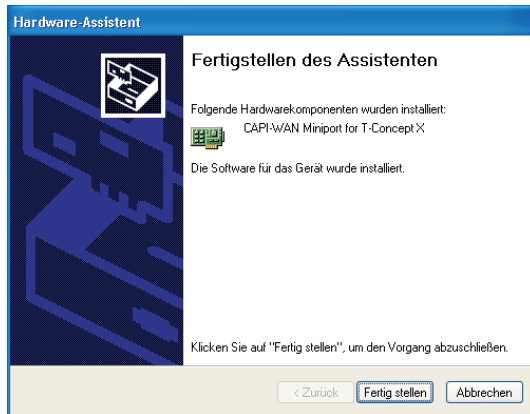 Hardware-Assistent
Fertigstellen des Assistenten
Folgende Hardwarekomponenten wurden installiert:
CAPI-WAN Miniport for T-Concept X
Die Software für das Gerät wurde installiert.
Klicken Sie auf "Fertig stellen", um den Vorgang abzuschließen.
< Zurück
Fertig stellen
Abbrechen